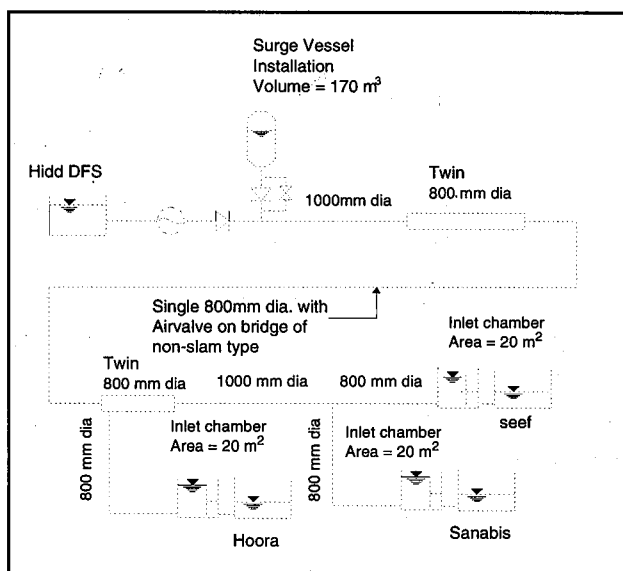 Surge Vessel
Installation
Volume = 170 m³
Hidd DFS
1000mm dia
Twin
800 mm dia
Single 800mm dia. with
Airvalve on bridge of
non-slam type
Inlet chamber
Area = 20 m²
Twin
800 mm dia
1000 mm dia
800 mm dia
seef
800 mm dia
Inlet chamber
Area = 20 m²
800 mm dia
Inlet chamber
Area = 20 m²
Hoora
Sanabis